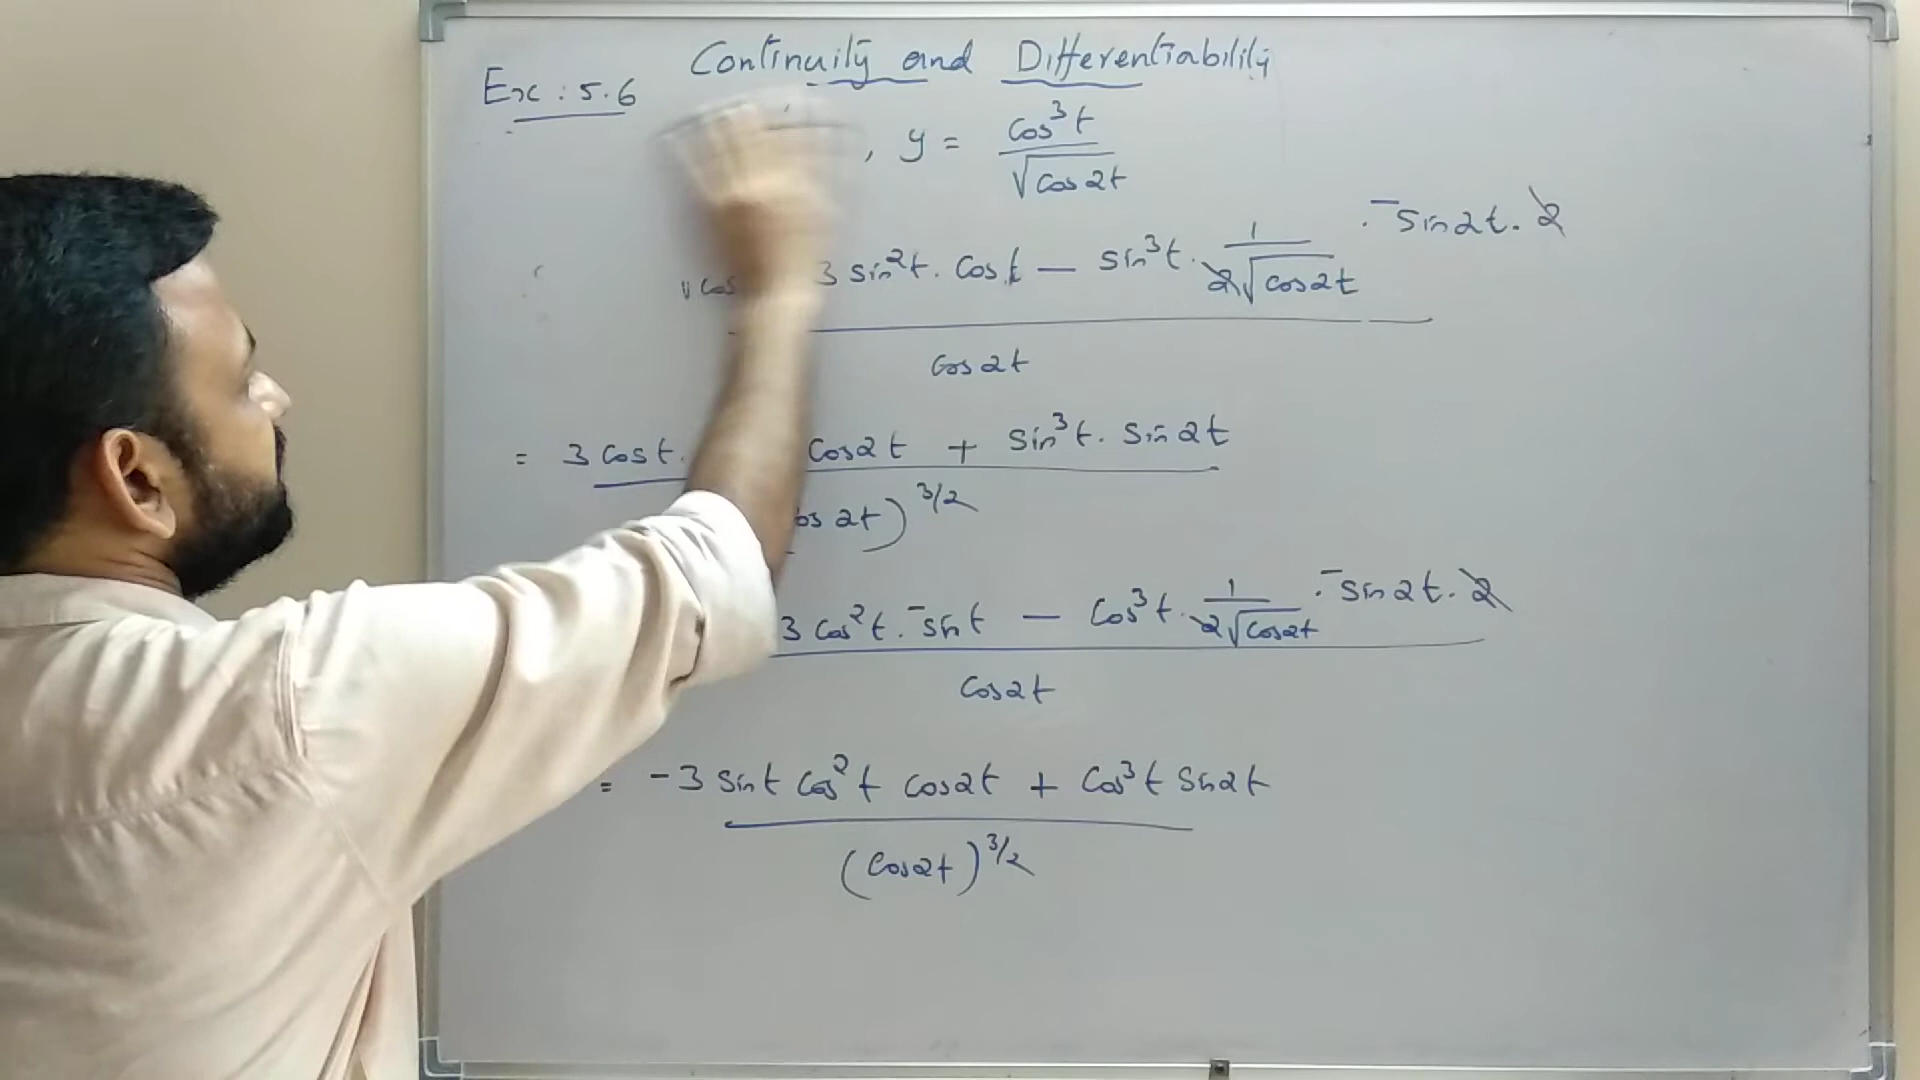 Continuity and Differentiability
Ex : 5.6
, y = cos³t / √cos2t
3 sin²t . cos t – sin³t . 1 / 2√cos2t . -sin2t . 2
cos2t
= 3 cos t . cos2t + sin³t . sin2t
cos 2t)^3/2
3 cos²t . -sin t – cos³t . 1 / 2√cos2t . -sin2t . 2
cos2t
= -3 sin t cos²t cos2t + cos³t sin2t
(cos2t)^3/2